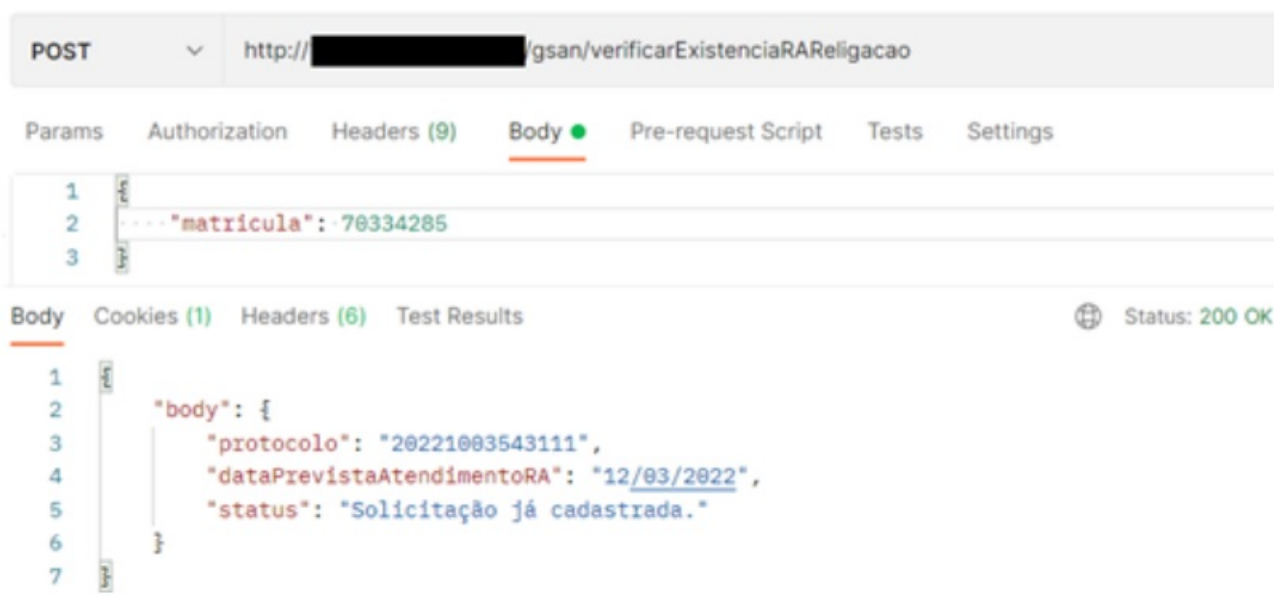 POST http:// /gsan/verificarExistenciaRAReligacao
Params Authorization Headers (9) Body Pre-request Script Tests Settings
1 {
2 "matricula": 70334285
3 }
Body Cookies (1) Headers (6) Test Results Status: 200 OK
1 {
2 "body": {
3 "protocolo": "20221003543111",
4 "dataPrevistaAtendimentoRA": "12/03/2022",
5 "status": "Solicitação já cadastrada."
6 }
7 }